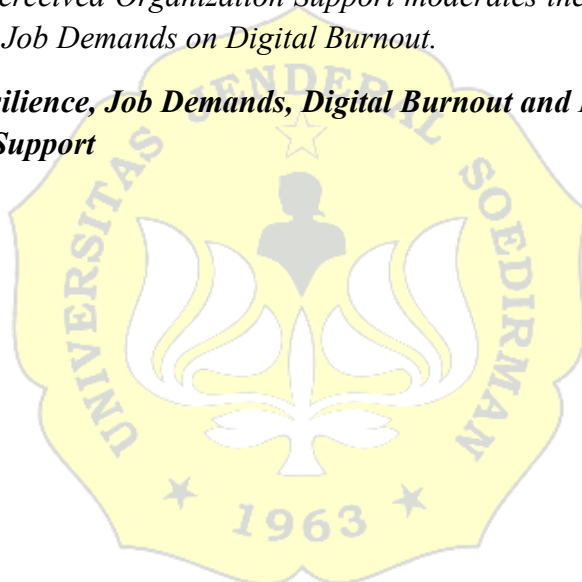 erceived Organization Support moderates the
Job Demands on Digital Burnout.
ilience, Job Demands, Digital Burnout and
Support
UNIVERSITAS JENDERAL SOEDIRMAN
1963